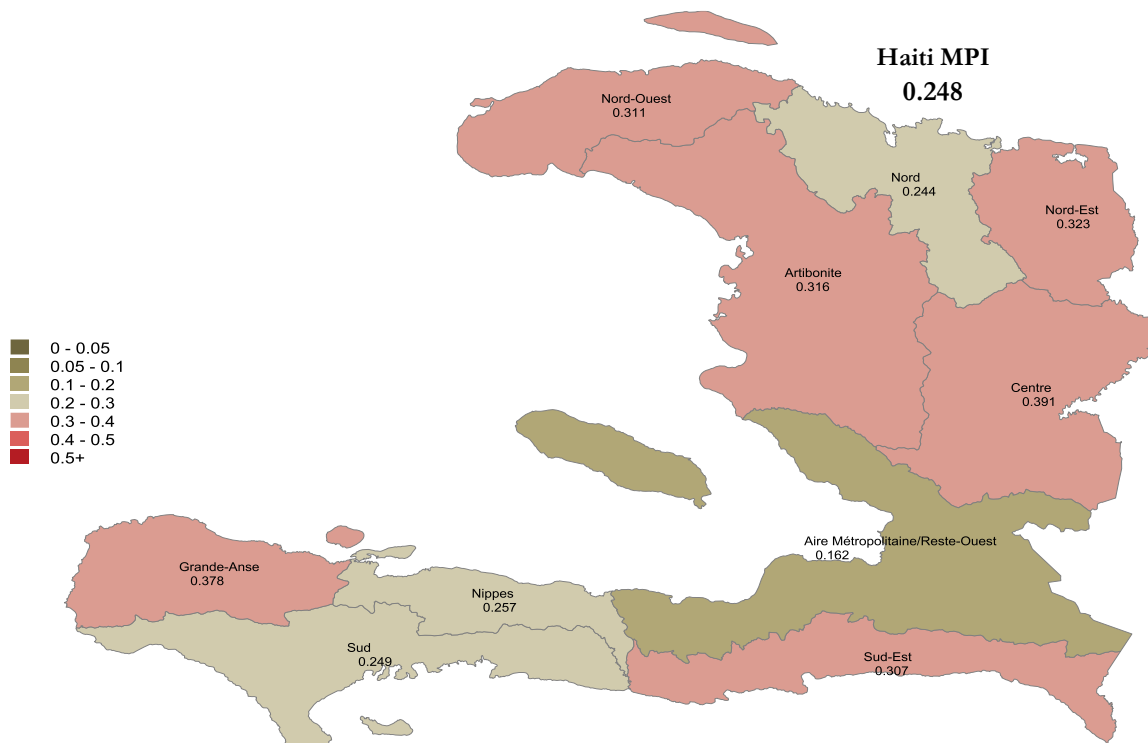 Haiti MPI
0.248
Nord-Ouest
0.311
Nord
0.244
Nord-Est
0.323
Artibonite
0.316
Centre
0.391
0 - 0.05
0.05 - 0.1
0.1 - 0.2
0.2 - 0.3
0.3 - 0.4
0.4 - 0.5
0.5+
Aire Métropolitaine/Reste-Ouest
0.162
Grande-Anse
0.378
Nippes
0.257
Sud
0.249
Sud-Est
0.307